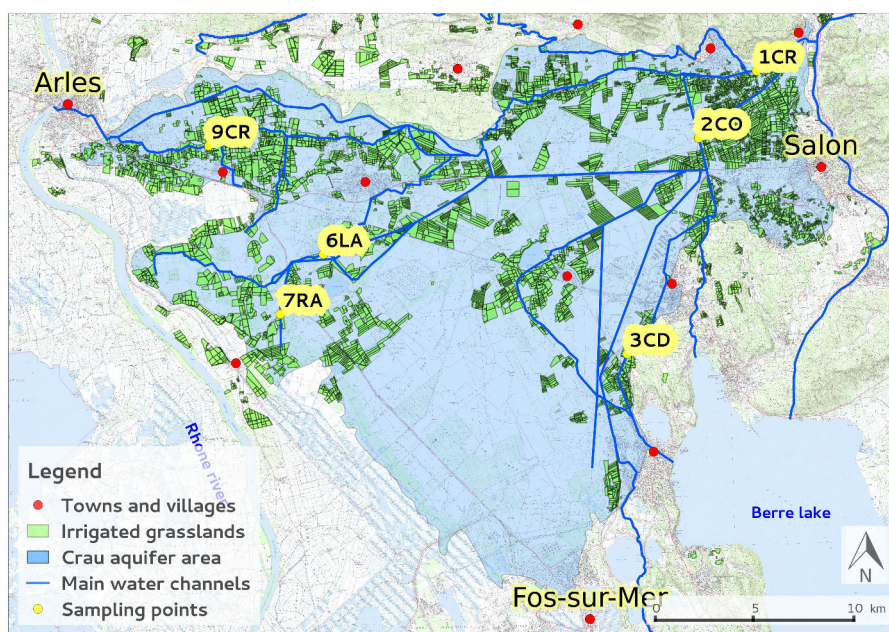 Arles
1CR
9CR
2CO
Salon
6LA
7RA
3CD
Rhone river
Legend
Towns and villages
Irrigated grasslands
Crau aquifer area
Main water channels
Sampling points
Berre lake
N
Fos-sur-Mer
0 5 10 km